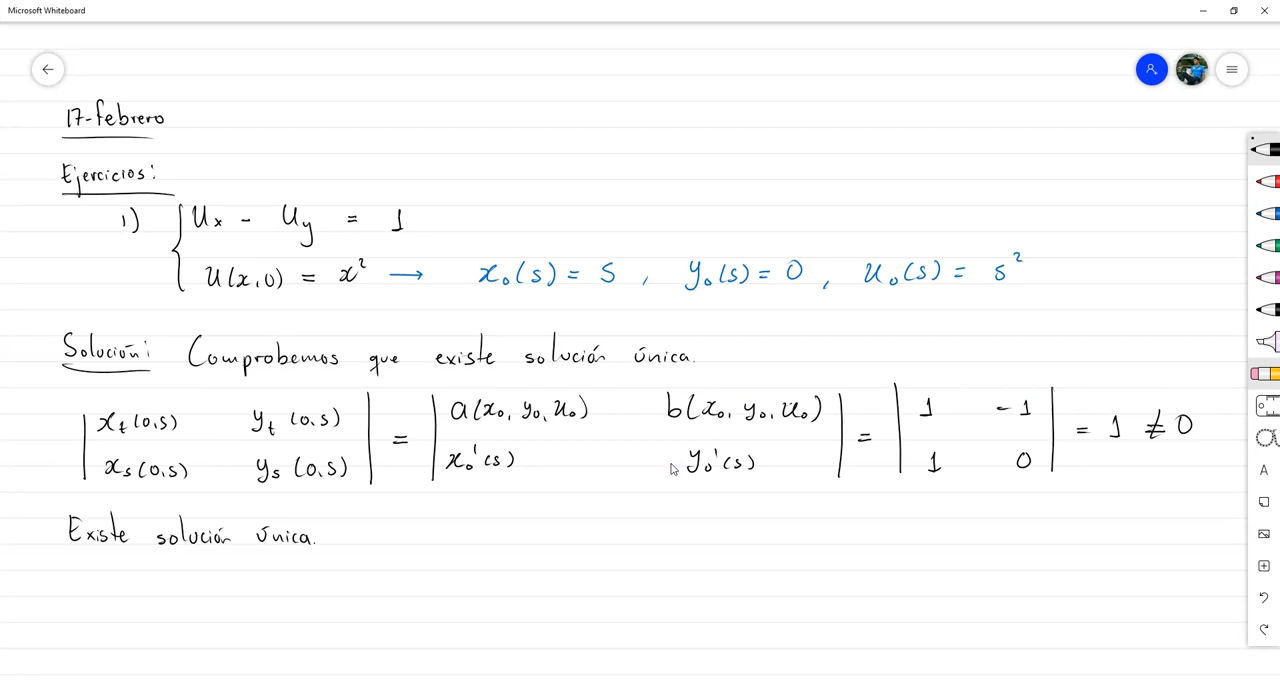 Microsoft Whiteboard
17-febrero
Ejercicios:
1) { Ux - Uy = 1
u(x,0) = x² → x₀(s) = s , y₀(s) = 0 , u₀(s) = s²
Solución: Comprobemos que existe solución única.
| xₜ(0,s) yₜ(0,s) | = | a(x₀, y₀, u₀) b(x₀, y₀, u₀) | = | 1 -1 | = 1 ≠ 0
| xₛ(0,s) yₛ(0,s) | | x₀'(s) y₀'(s) | | 1 0 |
Existe solución única.
A